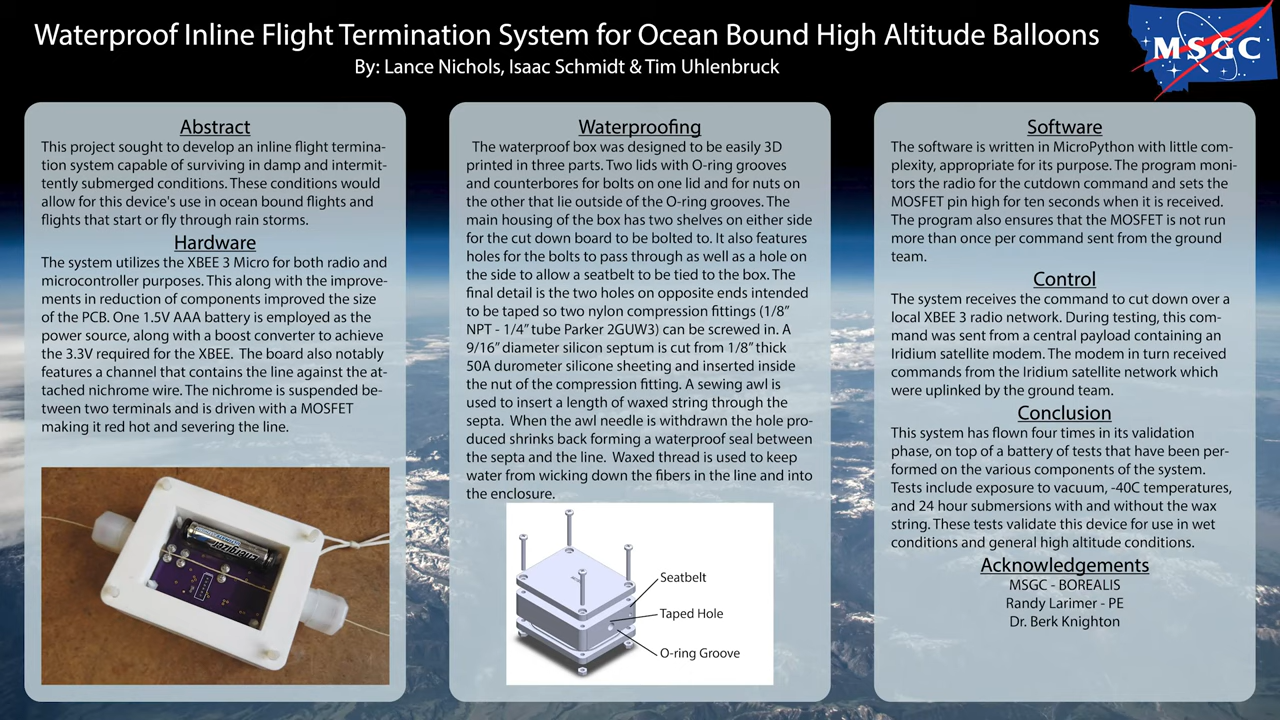 Waterproof Inline Flight Termination System for Ocean Bound High Altitude Balloons
By: Lance Nichols, Isaac Schmidt & Tim Uhlenbruck
MSGC
Abstract
This project sought to develop an inline flight termina-
tion system capable of surviving in damp and intermit-
tently submerged conditions. These conditions would
allow for this device's use in ocean bound flights and
flights that start or fly through rain storms.
Hardware
The system utilizes the XBEE 3 Micro for both radio and
microcontroller purposes. This along with the improve-
ments in reduction of components improved the size
of the PCB. One 1.5V AAA battery is employed as the
power source, along with a boost converter to achieve
the 3.3V required for the XBEE. The board also notably
features a channel that contains the line against the at-
tached nichrome wire. The nichrome is suspended be-
tween two terminals and is driven with a MOSFET
making it red hot and severing the line.
Energizer
Waterproofing
The waterproof box was designed to be easily 3D
printed in three parts. Two lids with O-ring grooves
and counterbores for bolts on one lid and for nuts on
the other that lie outside of the O-ring grooves. The
main housing of the box has two shelves on either side
for the cut down board to be bolted to. It also features
holes for the bolts to pass through as well as a hole on
the side to allow a seatbelt to be tied to the box. The
final detail is the two holes on opposite ends intended
to be taped so two nylon compression fittings (1/8"
NPT - 1/4" tube Parker 2GUW3) can be screwed in. A
9/16" diameter silicon septum is cut from 1/8" thick
50A durometer silicone sheeting and inserted inside
the nut of the compression fitting. A sewing awl is
used to insert a length of waxed string through the
septa. When the awl needle is withdrawn the hole pro-
duced shrinks back forming a waterproof seal between
the septa and the line. Waxed thread is used to keep
water from wicking down the fibers in the line and into
the enclosure.
Seatbelt
Taped Hole
O-ring Groove
Software
The software is written in MicroPython with little com-
plexity, appropriate for its purpose. The program moni-
tors the radio for the cutdown command and sets the
MOSFET pin high for ten seconds when it is received.
The program also ensures that the MOSFET is not run
more than once per command sent from the ground
team.
Control
The system receives the command to cut down over a
local XBEE 3 radio network. During testing, this com-
mand was sent from a central payload containing an
Iridium satellite modem. The modem in turn received
commands from the Iridium satellite network which
were uplinked by the ground team.
Conclusion
This system has flown four times in its validation
phase, on top of a battery of tests that have been per-
formed on the various components of the system.
Tests include exposure to vacuum, -40C temperatures,
and 24 hour submersions with and without the wax
string. These tests validate this device for use in wet
conditions and general high altitude conditions.
Acknowledgements
MSGC - BOREALIS
Randy Larimer - PE
Dr. Berk Knighton